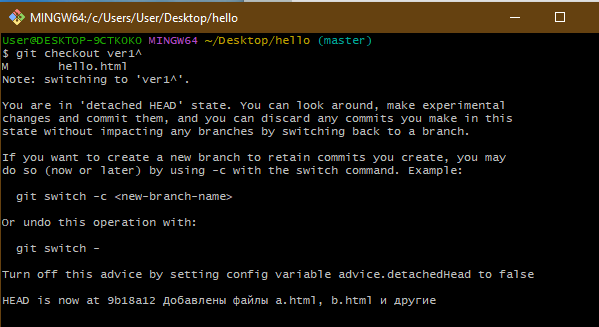 MINGW64:/c/Users/User/Desktop/hello
User@DESKTOP-9CTKOKO MINGW64 ~/Desktop/hello (master)
$ git checkout ver1^
M       hello.html
Note: switching to 'ver1^'.
You are in 'detached HEAD' state. You can look around, make experimental
changes and commit them, and you can discard any commits you make in this
state without impacting any branches by switching back to a branch.
If you want to create a new branch to retain commits you create, you may
do so (now or later) by using -c with the switch command. Example:
  git switch -c <new-branch-name>
Or undo this operation with:
  git switch -
Turn off this advice by setting config variable advice.detachedHead to false
HEAD is now at 9b18a12 Добавлены файлы a.html, b.html и другие